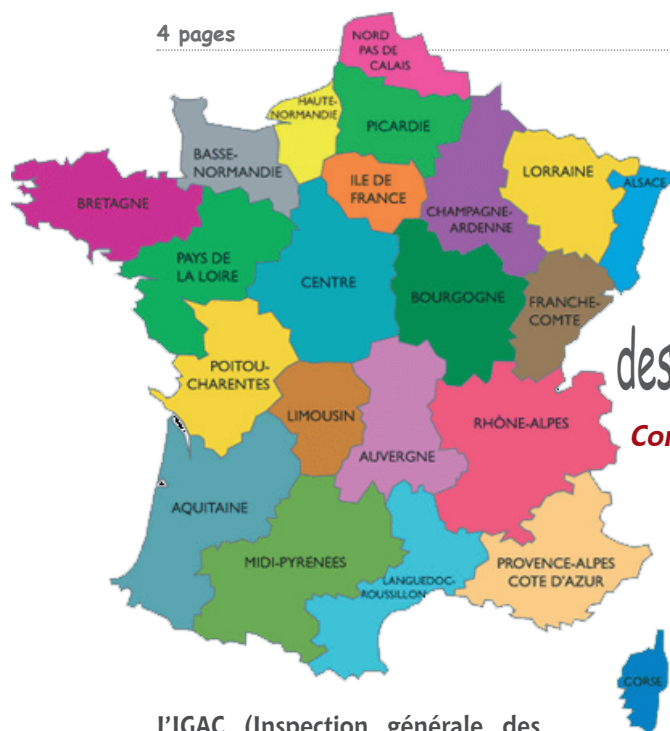 4 pages
NORD
PAS DE
CALAIS
HAUTE-
NORMANDIE
PICARDIE
BASSE-
NORMANDIE
ILE DE
FRANCE
LORRAINE
ALSACE
BRETAGNE
CHAMPAGNE-
ARDENNE
PAYS DE
LA LOIRE
CENTRE
BOURGOGNE
FRANCHE-
COMTE
des
POITOU-
CHARENTES
LIMOUSIN
RHÔNE-ALPES
AUVERGNE
AQUITAINE
MIDI-PYRENEES
LANGUEDOC-
ROUSSILLON
PROVENCE-ALPES
COTE D'AZUR
CORSE
l'IGAC (Inspection générale des